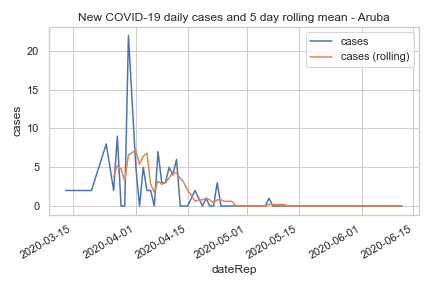 New COVID-19 daily cases and 5 day rolling mean - Aruba
cases
cases (rolling)
20
15
10
5
0
cases
2020-03-15
2020-04-01
2020-04-15
2020-05-01
2020-05-15
2020-06-01
2020-06-15
dateRep